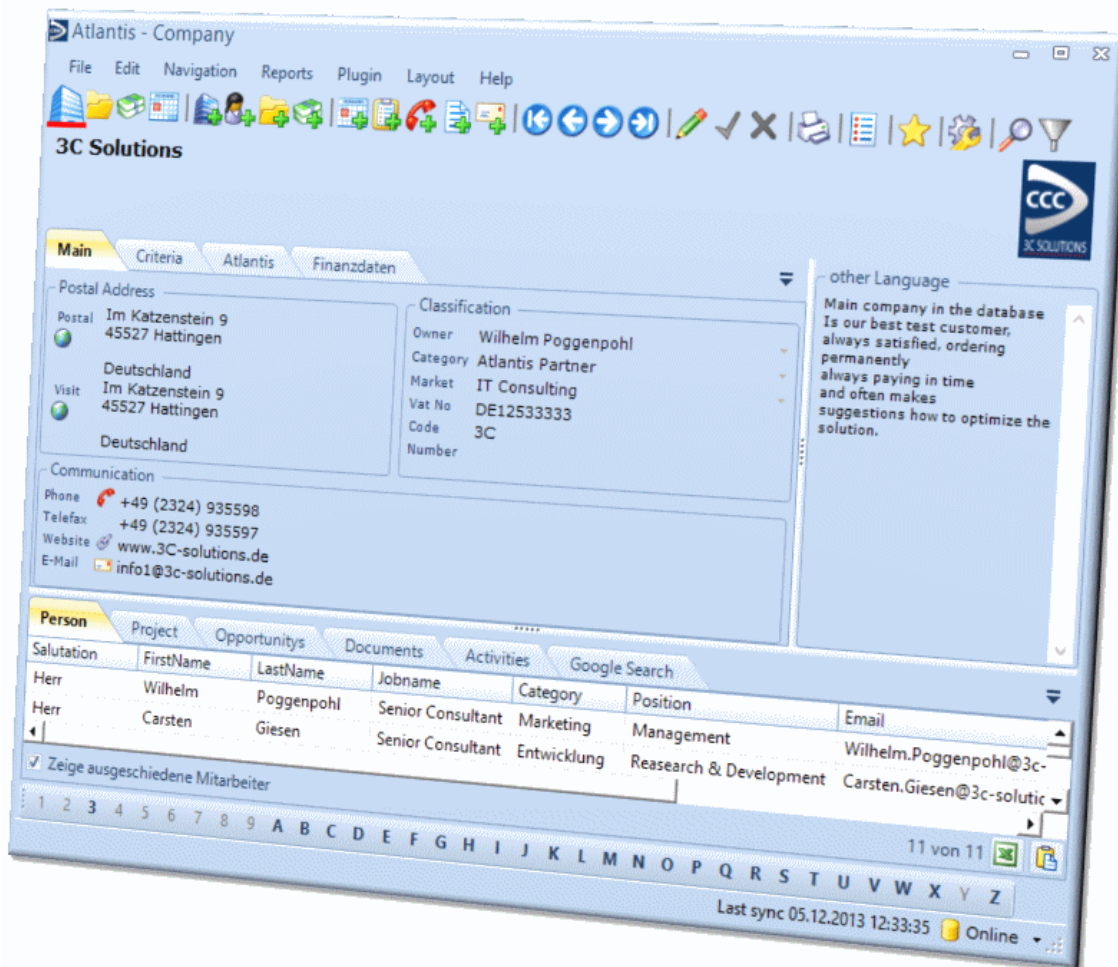 Atlantis - Company
File Edit Navigation Reports Plugin Layout Help
3C Solutions
CCC
3C SOLUTIONS
Main Criteria Atlantis Finanzdaten
Postal Address
Postal Im Katzenstein 9
45527 Hattingen
Deutschland
Visit Im Katzenstein 9
45527 Hattingen
Deutschland
Classification
Owner Wilhelm Poggenpohl
Category Atlantis Partner
Market IT Consulting
Vat No DE12533333
Code 3C
Number
other Language
Main company in the database
Is our best test customer,
always satisfied, ordering
permanently
always paying in time
and often makes
suggestions how to optimize the
solution.
Communication
Phone +49 (2324) 935598
Telefax +49 (2324) 935597
Website www.3C-solutions.de
E-Mail info1@3c-solutions.de
Person Project Opportunitys Documents Activities Google Search
Salutation FirstName LastName Jobname Category Position Email
Herr Wilhelm Poggenpohl Senior Consultant Marketing Management Wilhelm.Poggenpohl@3c-
Herr Carsten Giesen Senior Consultant Entwicklung Reasearch & Development Carsten.Giesen@3c-solutic
Zeige ausgeschiedene Mitarbeiter
11 von 11
1 2 3 4 5 6 7 8 9 A B C D E F G H I J K L M N O P Q R S T U V W X Y Z
Last sync 05.12.2013 12:33:35 Online